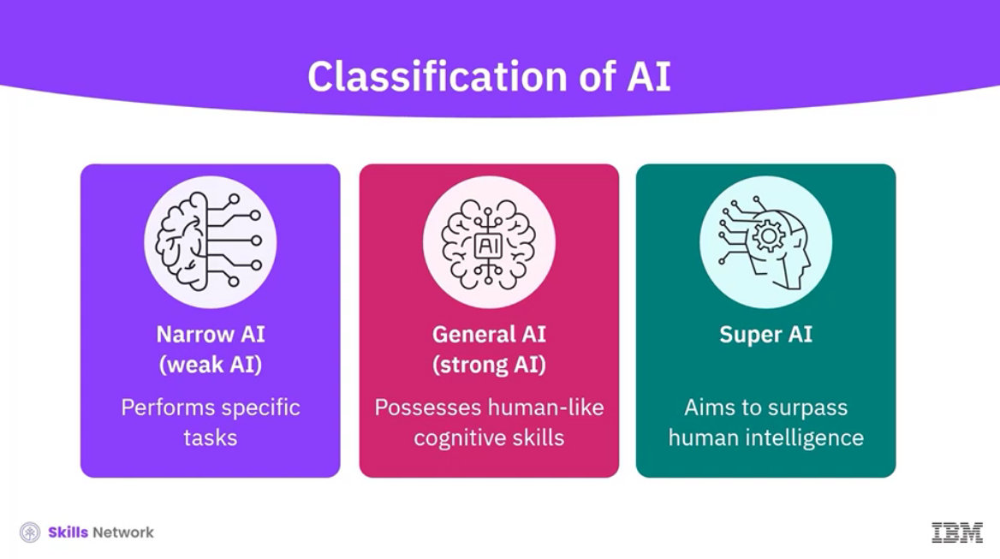 Classification of AI
Narrow AI
(weak AI)
Performs specific
tasks
AI
General AI
(strong AI)
Possesses human-like
cognitive skills
Super AI
Aims to surpass
human intelligence
Skills Network
IBM